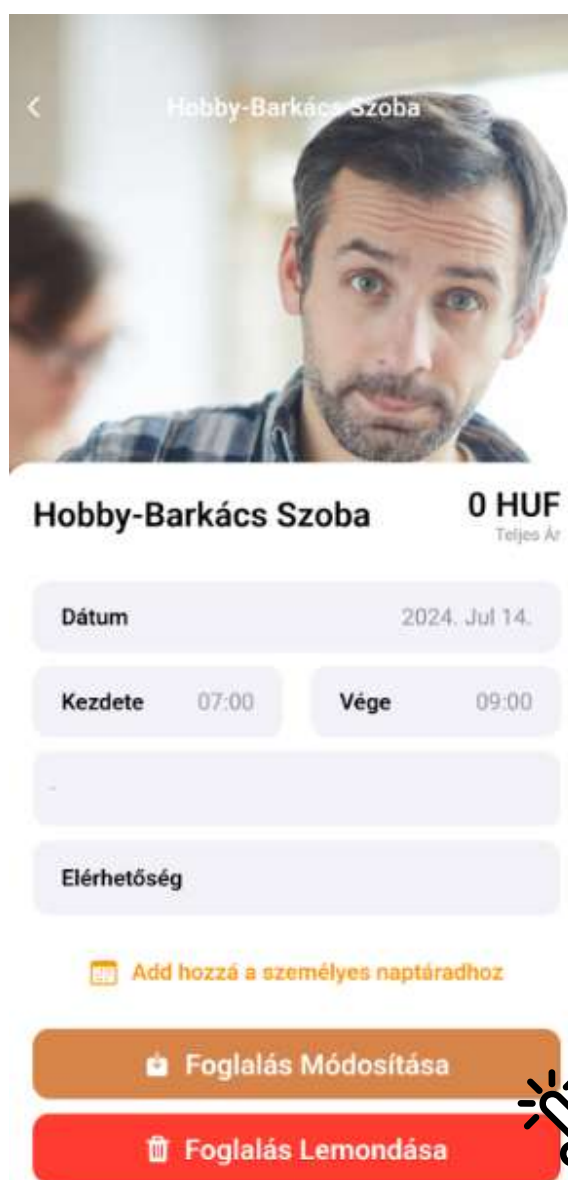 Hobby-Barkács Szoba
Hobby-Barkács Szoba
0 HUF
Teljes Ár
Dátum
2024. Jul 14.
Kezdete
07:00
Vége
09:00
-
Elérhetőség
Add hozzá a személyes naptáradhoz
Foglalás Módosítása
Foglalás Lemondása